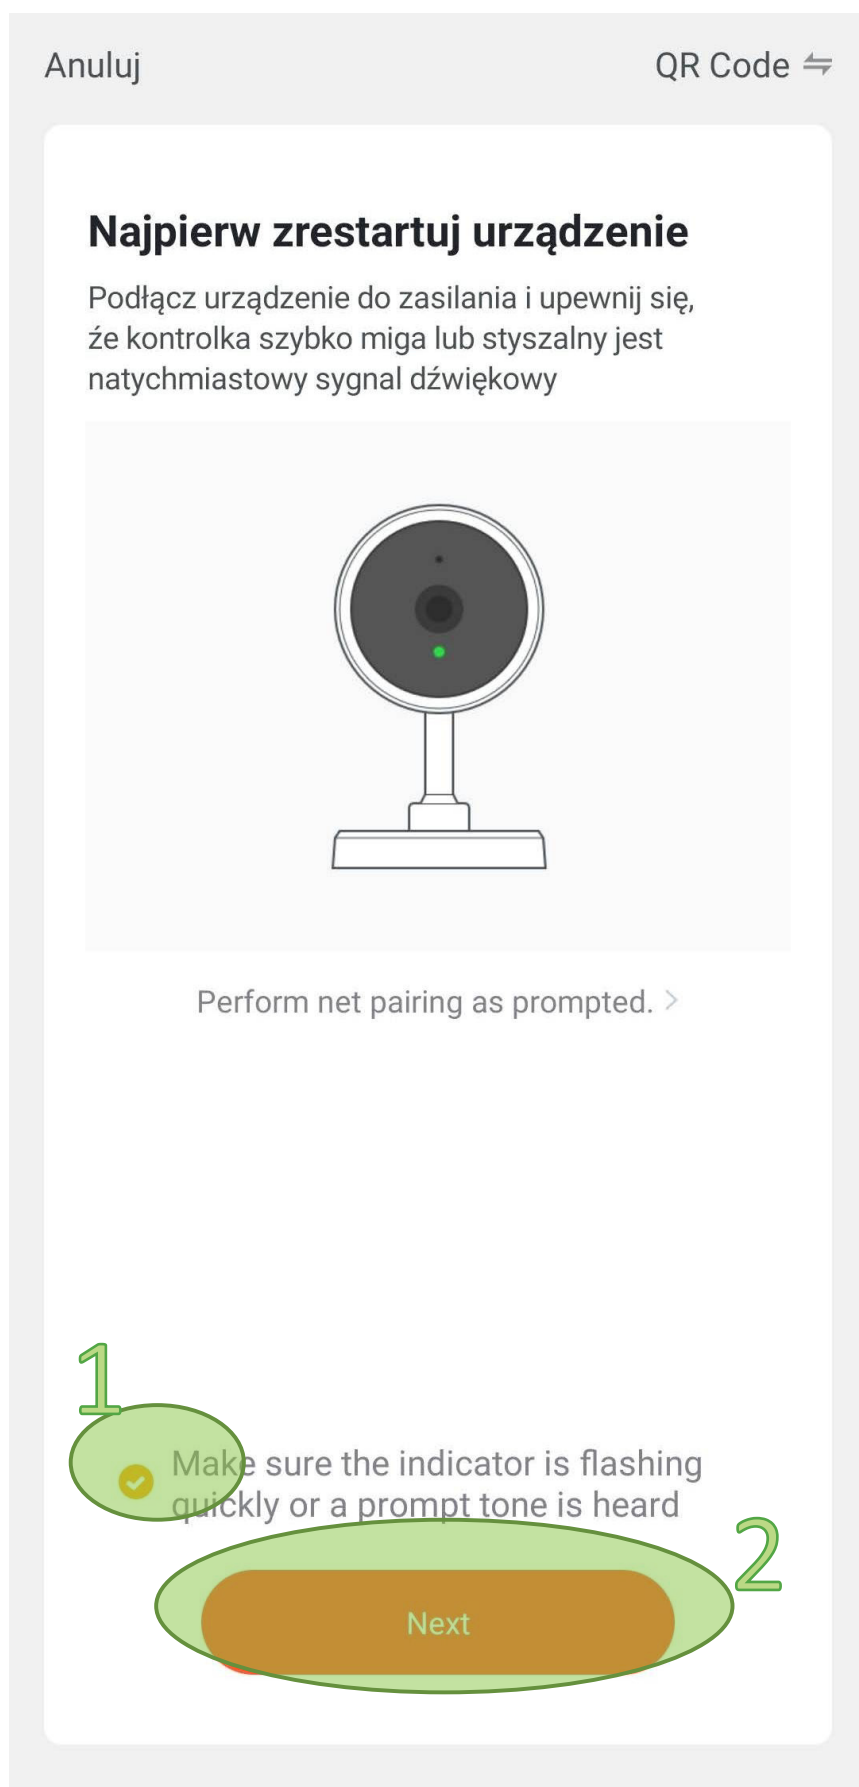 Anuluj
QR Code
Najpierw zrestartuj urządzenie
Podłącz urządzenie do zasilania i upewnij się,
źe kontrolka szybko miga lub styszalny jest
natychmiastowy sygnal dźwiękowy
Perform net pairing as prompted. >
1
Make sure the indicator is flashing
quickly or a prompt tone is heard
2
Next